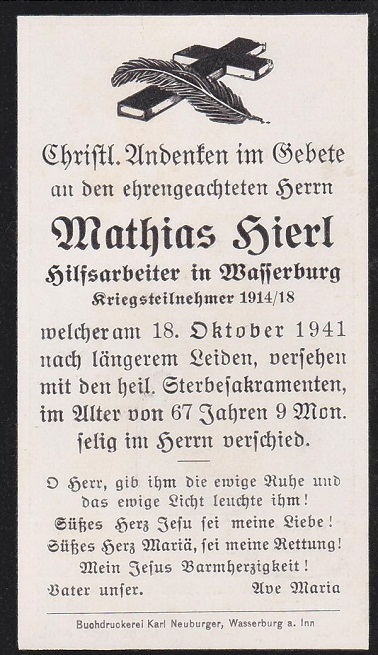 Christl. Andenken im Gebete
an den ehrengeachteten Herrn
Mathias Hierl
Hilfsarbeiter in Wasserburg
Kriegsteilnehmer 1914/18
welcher am 18. Oktober 1941
nach längerem Leiden, versehen
mit den heil. Sterbesakramenten,
im Alter von 67 Jahren 9 Mon.
selig im Herrn verschied.
O Herr, gib ihm die ewige Ruhe und
das ewige Licht leuchte ihm!
Süßes Herz Jesu sei meine Liebe!
Süßes Herz Mariä, sei meine Rettung!
Mein Jesus Barmherzigkeit!
Vater unser. Ave Maria
Buchdruckerei Karl Neuburger, Wasserburg a. Inn